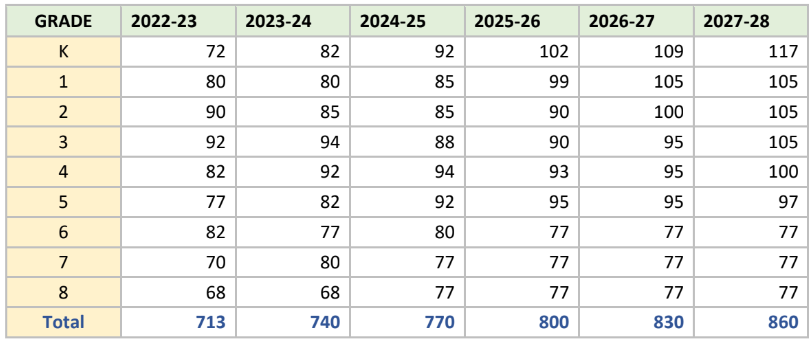 GRADE 2022-23 2023-24 2024-25 2025-26 2026-27 2027-28
K 72 82 92 102 109 117
1 80 80 85 99 105 105
2 90 85 85 90 100 105
3 92 94 88 90 95 105
4 82 92 94 93 95 100
5 77 82 92 95 95 97
6 82 77 80 77 77 77
7 70 80 77 77 77 77
8 68 68 77 77 77 77
Total 713 740 770 800 830 860